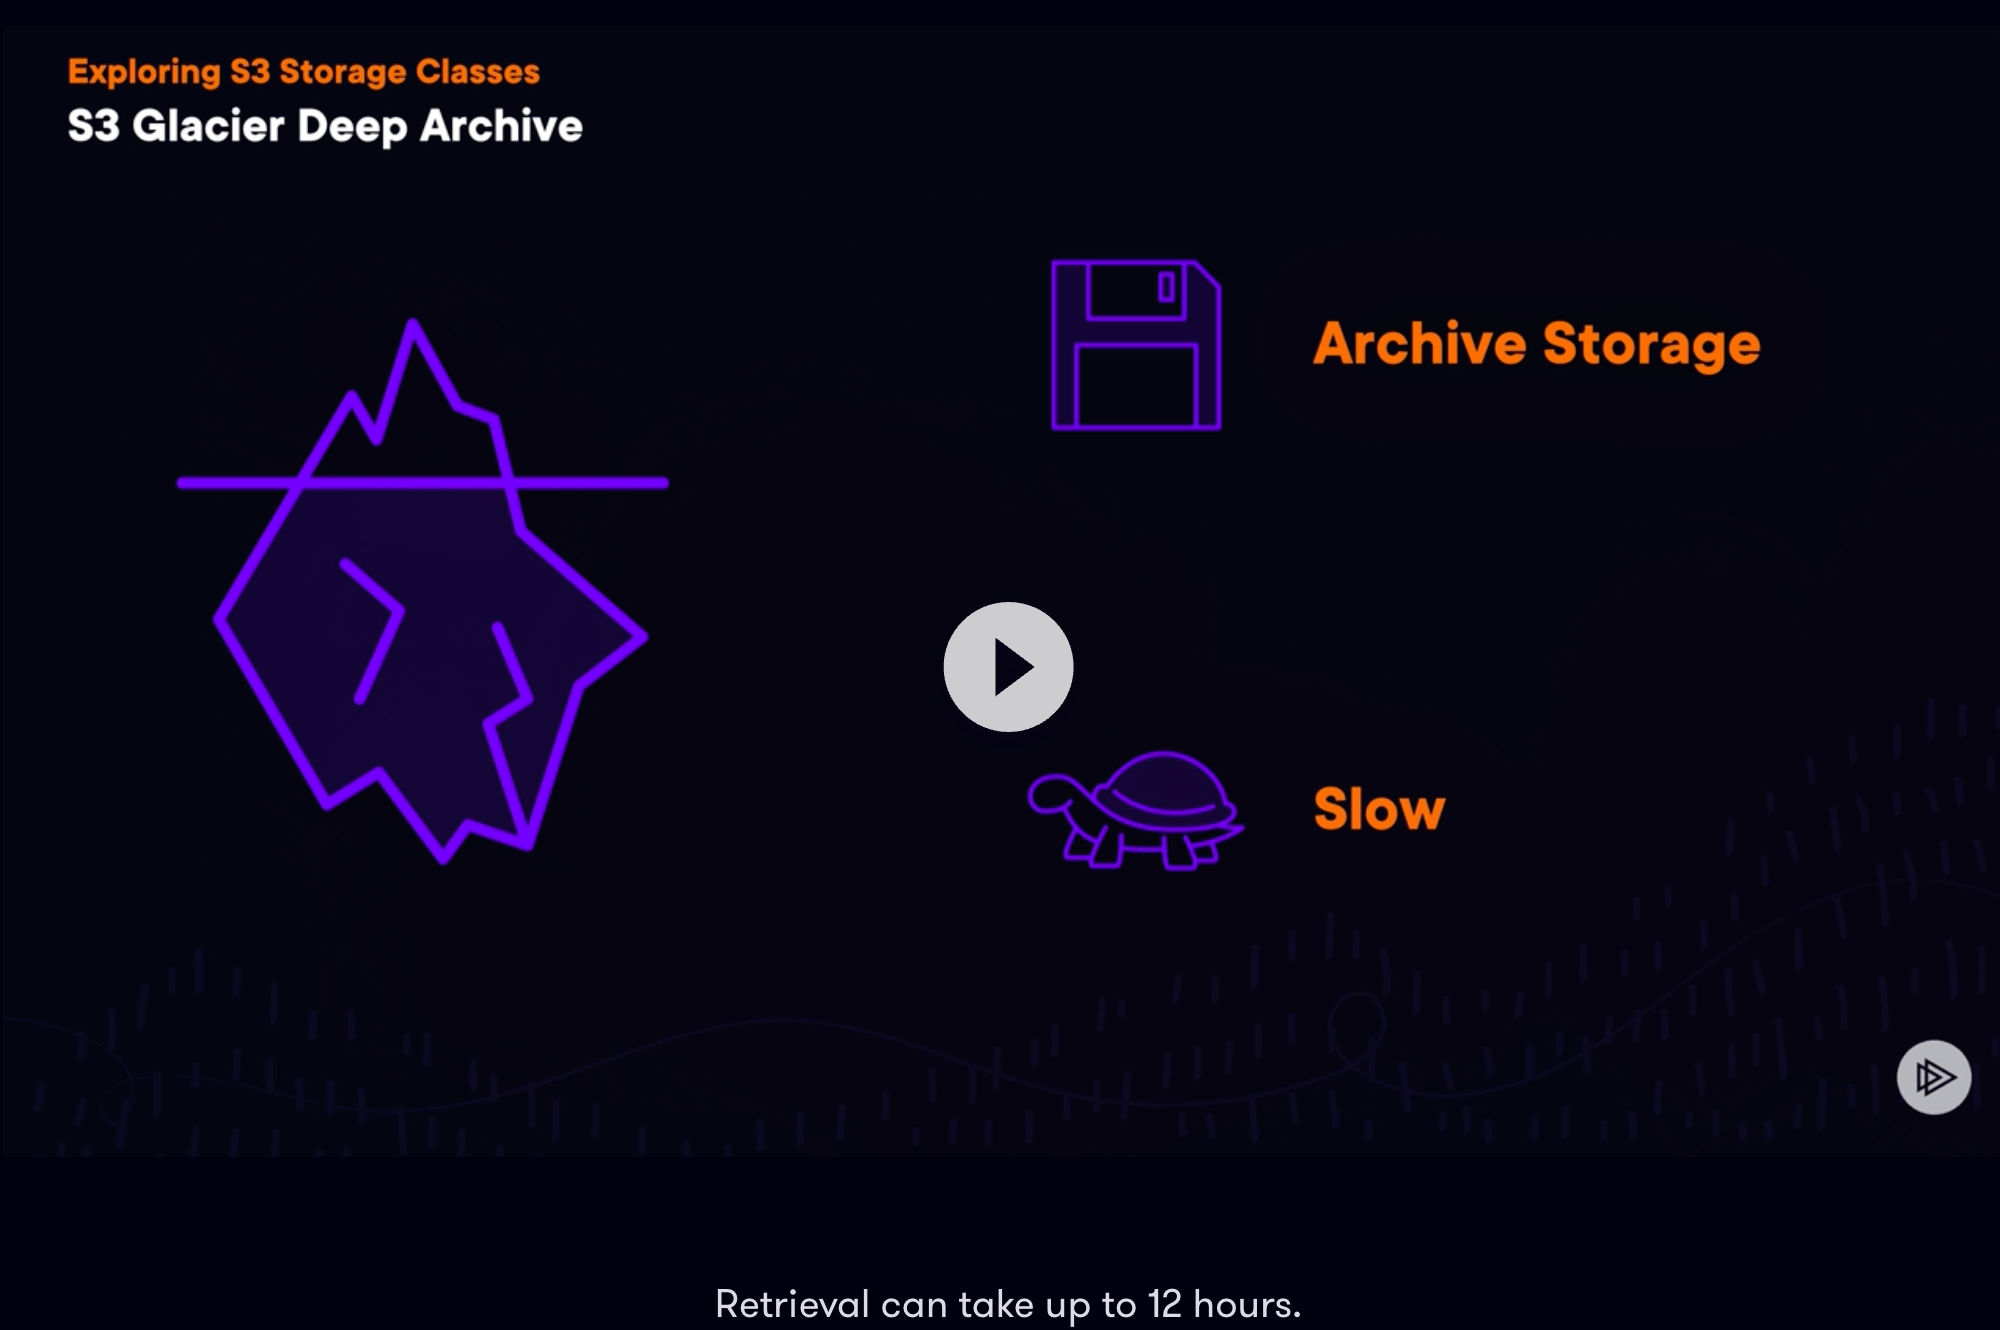 Exploring S3 Storage Classes
S3 Glacier Deep Archive
Archive Storage
Slow
Retrieval can take up to 12 hours.